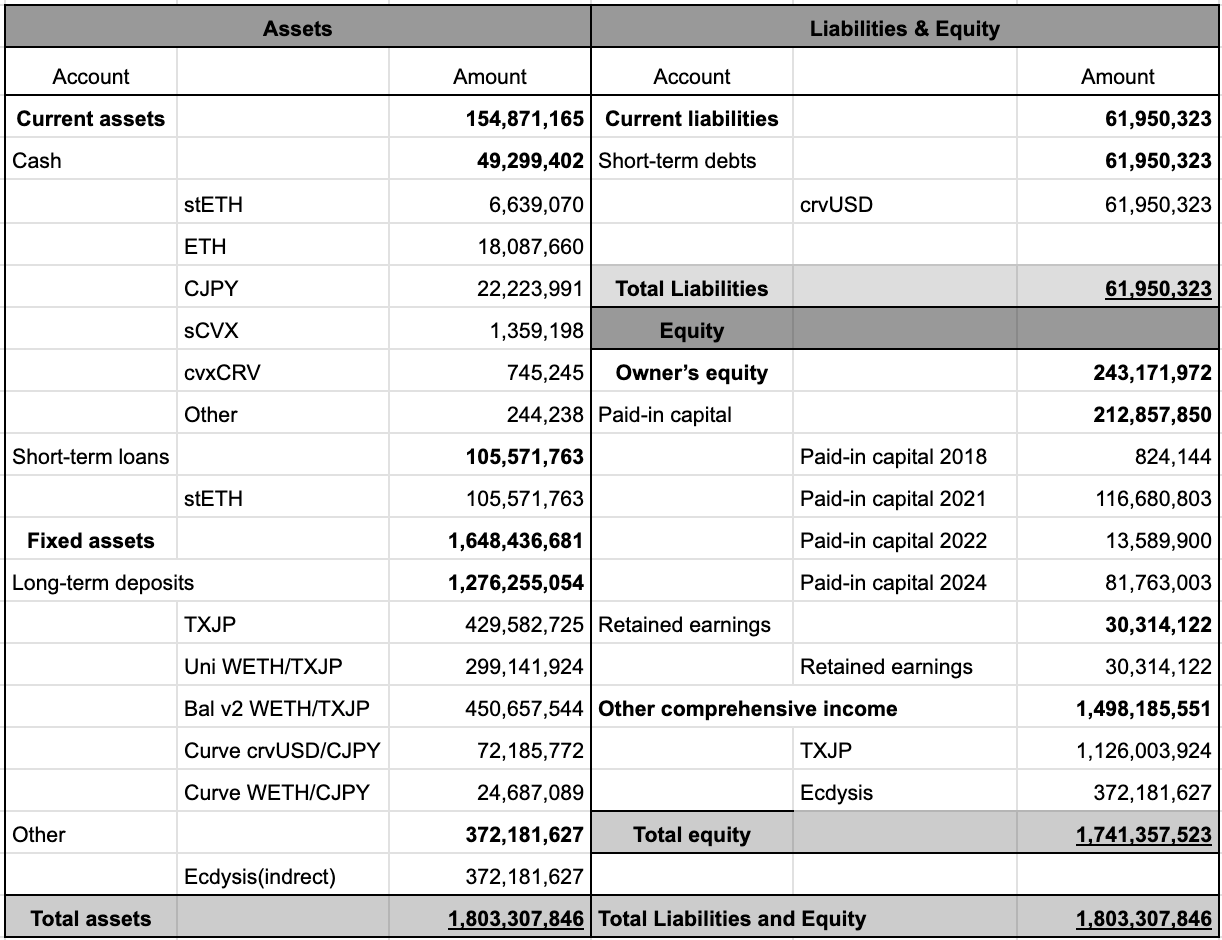 Assets Liabilities & Equity
Account Amount Account Amount
Current assets 154,871,165 Current liabilities 61,950,323
Cash 49,299,402 Short-term debts 61,950,323
stETH 6,639,070 crvUSD 61,950,323
ETH 18,087,660
CJPY 22,223,991 Total Liabilities 61,950,323
sCVX 1,359,198 Equity
cvxCRV 745,245 Owner’s equity 243,171,972
Other 244,238 Paid-in capital 212,857,850
Short-term loans 105,571,763 Paid-in capital 2018 824,144
stETH 105,571,763 Paid-in capital 2021 116,680,803
Fixed assets 1,648,436,681 Paid-in capital 2022 13,589,900
Long-term deposits 1,276,255,054 Paid-in capital 2024 81,763,003
TXJP 429,582,725 Retained earnings 30,314,122
Uni WETH/TXJP 299,141,924 Retained earnings 30,314,122
Bal v2 WETH/TXJP 450,657,544 Other comprehensive income 1,498,185,551
Curve crvUSD/CJPY 72,185,772 TXJP 1,126,003,924
Curve WETH/CJPY 24,687,089 Ecdysis 372,181,627
Other 372,181,627 Total equity 1,741,357,523
Ecdysis(indrect) 372,181,627
Total assets 1,803,307,846 Total Liabilities and Equity 1,803,307,846